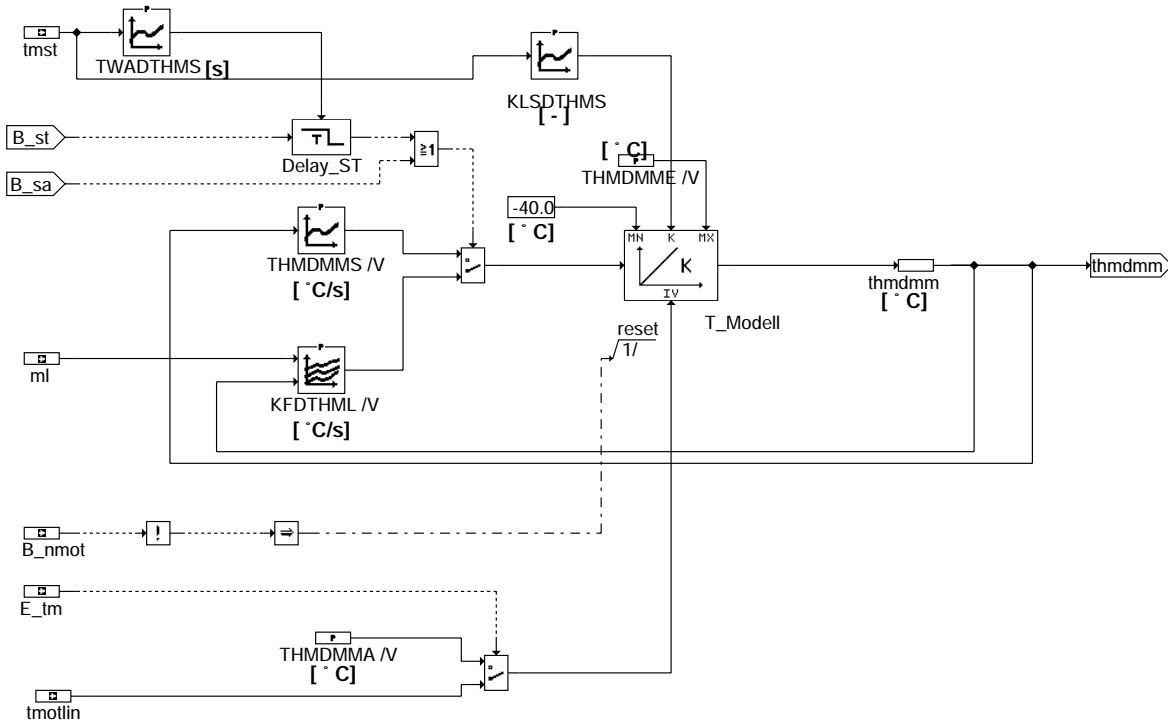 P
tmst
TWADTHMS [s]
P
KLSDTHMS
[ - ]
B_st
T
Delay_ST
≥1
[ °C]
P
THMDMME /V
B_sa
-40.0
[ °C]
P
THMDMMS /V
[ °C/s]
MN K MX
K
IV
T_Modell
thmdmm
[ °C]
thmdmm
reset
1/
ml
P
KFDTHML /V
[ °C/s]
B_nmot
!
⇒
E_tm
P
THMDMMA /V
[ °C]
tmotlin